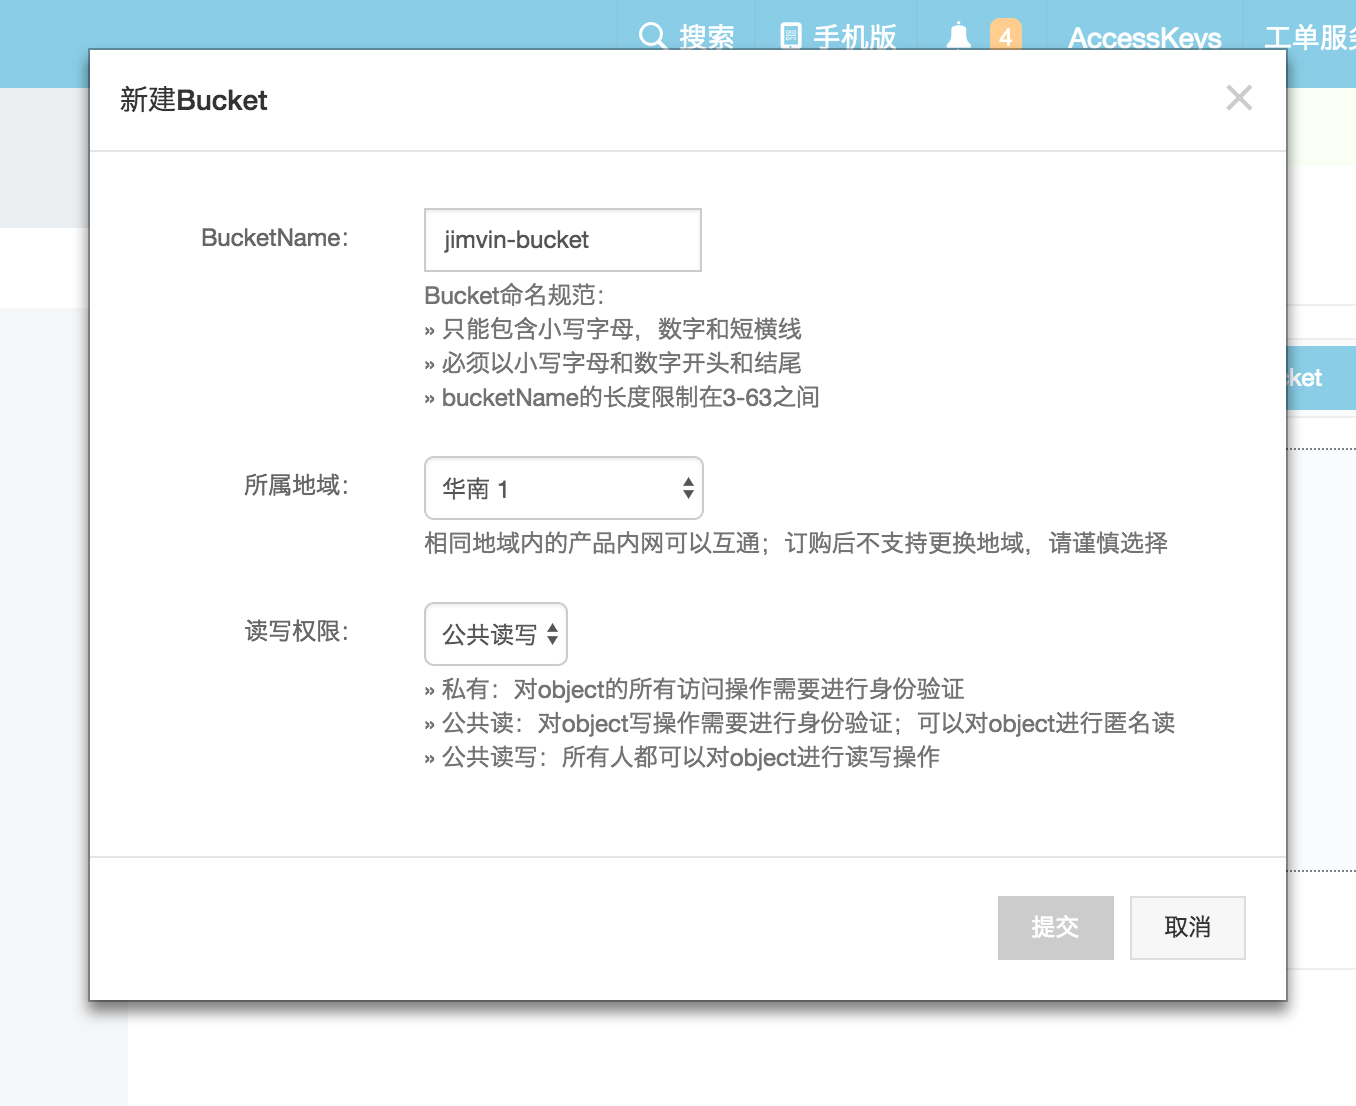 搜索 手机版 4 AccessKeys 工单服
新建Bucket
BucketName:
jimvin-bucket
Bucket命名规范:
» 只能包含小写字母，数字和短横线
» 必须以小写字母和数字开头和结尾
» bucketName的长度限制在3-63之间
ket
所属地域:
华南 1
相同地域内的产品内网可以互通；订购后不支持更换地域，请谨慎选择
读写权限:
公共读写
» 私有：对object的所有访问操作需要进行身份验证
» 公共读：对object写操作需要进行身份验证；可以对object进行匿名读
» 公共读写：所有人都可以对object进行读写操作
提交 取消